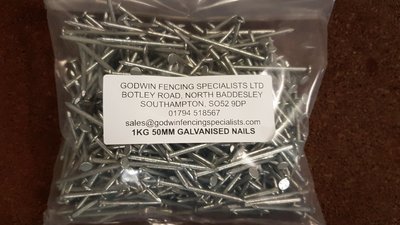 GODWIN FENCING SPECIALISTS LTD
BOTLEY ROAD, NORTH BADDESLEY
SOUTHAMPTON, SO52 9DP
01794 518567
sales@godwinfencingspecialists.com
1KG 50MM GALVANISED NAILS